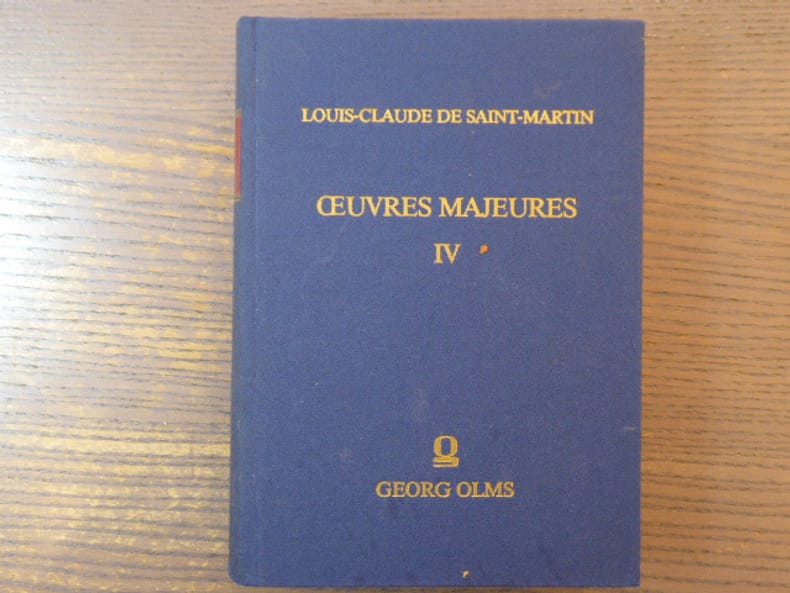 LOUIS-CLAUDE DE SAINT-MARTIN
ŒUVRES MAJEURES
IV
GEORG OLMS